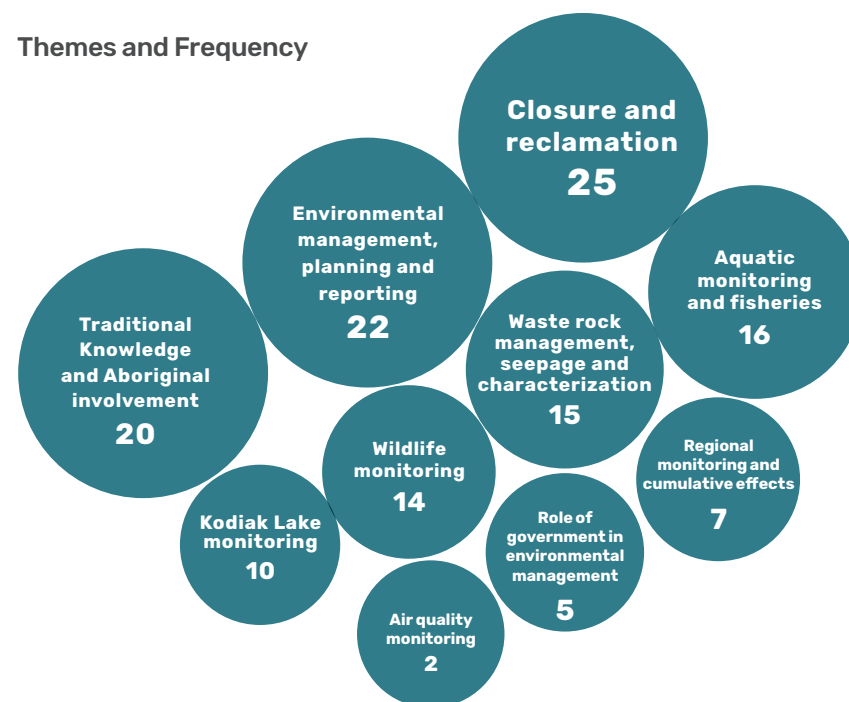 Themes and Frequency
Closure and
reclamation
25
Environmental
management,
planning and
reporting
22
Aquatic
monitoring
and fisheries
16
Traditional
Knowledge
and Aboriginal
involvement
20
Waste rock
management,
seepage and
characterization
15
Wildlife
monitoring
14
Regional
monitoring and
cumulative effects
7
Kodiak Lake
monitoring
10
Role of
government in
environmental
management
5
Air quality
monitoring
2